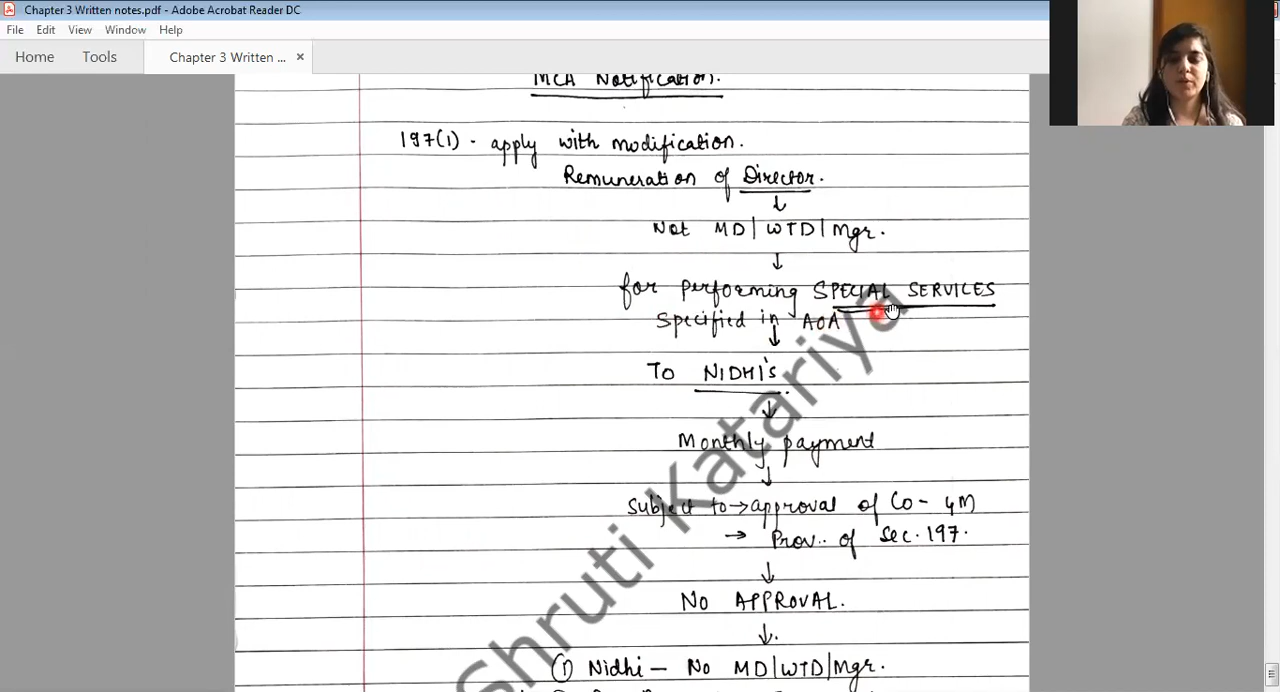 Chapter 3 Written notes.pdf - Adobe Acrobat Reader DC
File Edit View Window Help
Home Tools Chapter 3 Written ... ×
MCA Notification.
197(1) - apply with modification.
Remuneration of Director.
↓
Not MD|WTD|Mgr.
↓
for performing SPECIAL SERVICES
Specified in AOA
↓
To NIDHI's.
↓
Monthly payment
↓
Subject to → approval of Co - GM
→ Prov.. of Sec. 197.
↓
NO APPROVAL.
↓
① Nidhi — No MD|WTD|Mgr.
Shruti Katariya